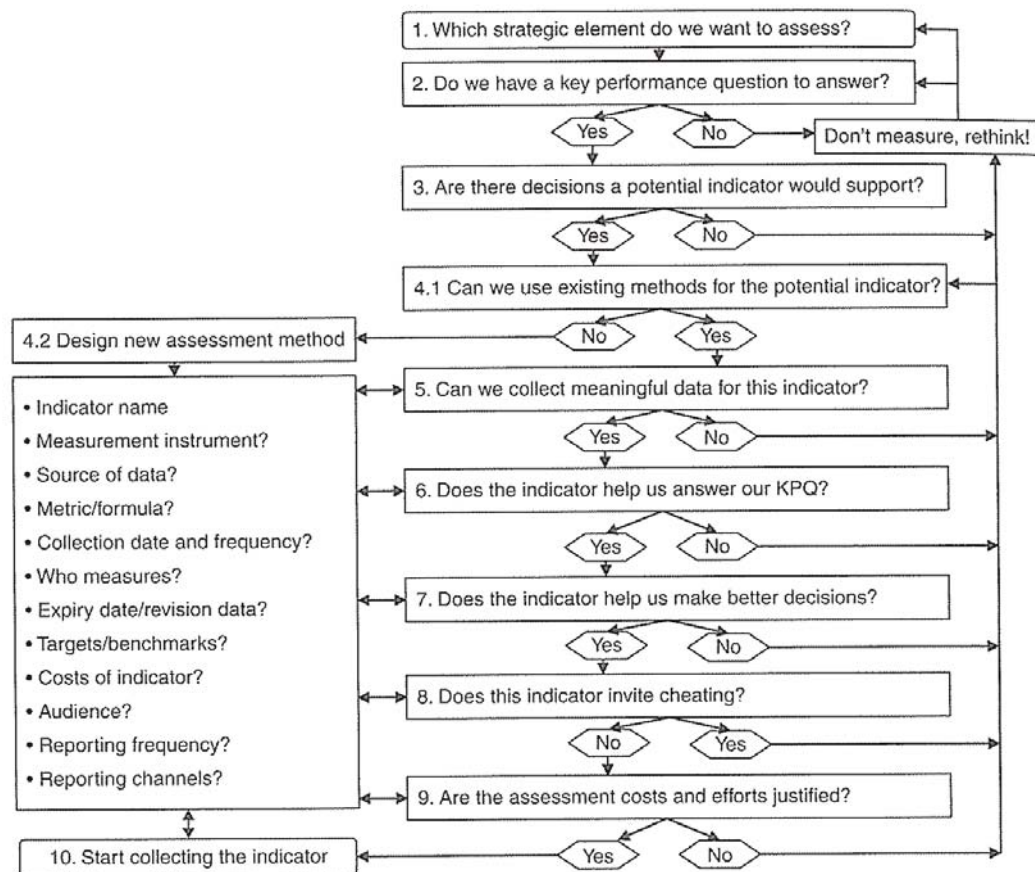 1. Which strategic element do we want to assess?
2. Do we have a key performance question to answer?
Yes
No
Don't measure, rethink!
3. Are there decisions a potential indicator would support?
Yes
No
4.1 Can we use existing methods for the potential indicator?
No
Yes
4.2 Design new assessment method
5. Can we collect meaningful data for this indicator?
Yes
No
6. Does the indicator help us answer our KPQ?
Yes
No
7. Does the indicator help us make better decisions?
Yes
No
8. Does this indicator invite cheating?
No
Yes
9. Are the assessment costs and efforts justified?
Yes
No
• Indicator name
• Measurement instrument?
• Source of data?
• Metric/formula?
• Collection date and frequency?
• Who measures?
• Expiry date/revision data?
• Targets/benchmarks?
• Costs of indicator?
• Audience?
• Reporting frequency?
• Reporting channels?
10. Start collecting the indicator